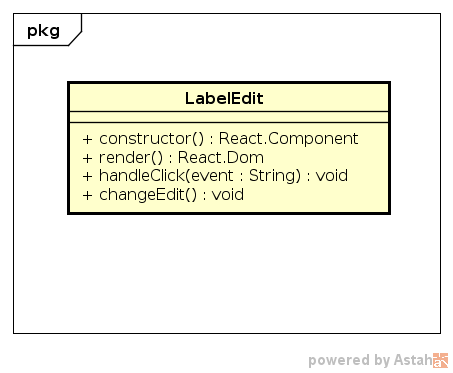 pkg
LabelEdit
+ constructor() : React.Component
+ render() : React.Dom
+ handleClick(event : String) : void
+ changeEdit() : void
powered by Astah